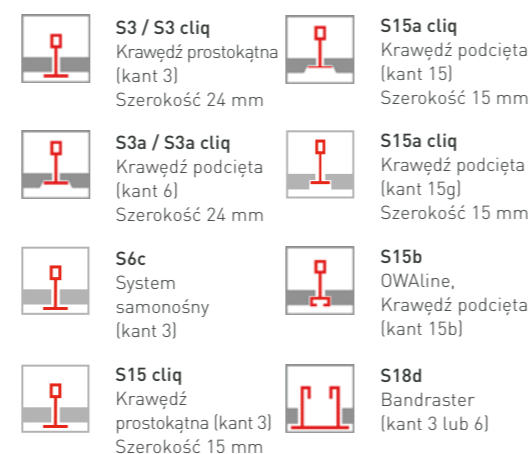 S3 / S3 cliq
Krawędź prostokątna
(kant 3)
Szerokość 24 mm
S3a / S3a cliq
Krawędź podcięta
(kant 6)
Szerokość 24 mm
S6c
System
samonośny
(kant 3)
S15 cliq
Krawędź
prostokątna (kant 3)
Szerokość 15 mm
S15a cliq
Krawędź podcięta
(kant 15)
Szerokość 15 mm
S15a cliq
Krawędź podcięta
(kant 15g)
Szerokość 15 mm
S15b
OWAline,
Krawędź podcięta
(kant 15b)
S18d
Bandraster
(kant 3 lub 6)